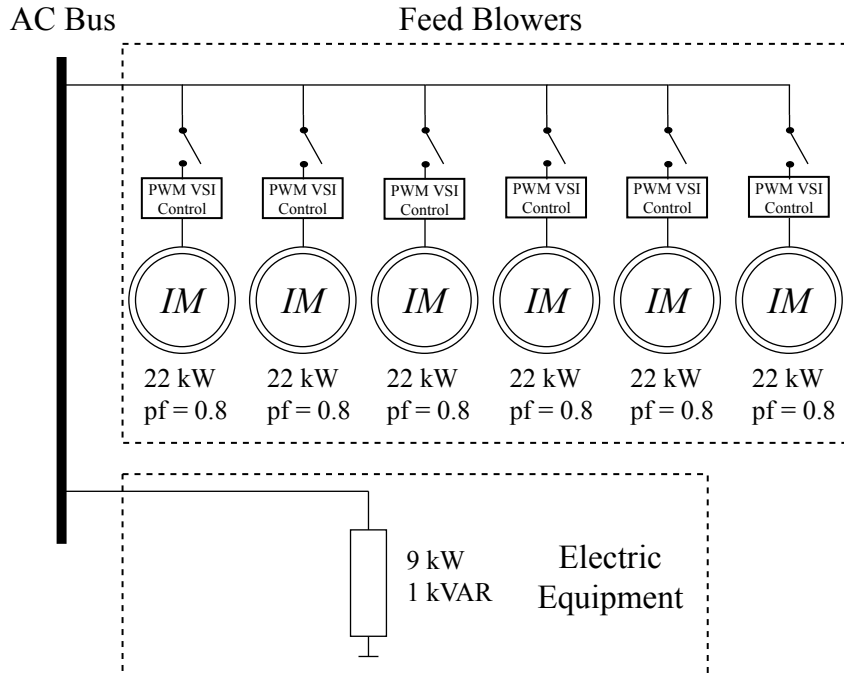 AC Bus
Feed Blowers
PWM VSI
Control
PWM VSI
Control
PWM VSI
Control
PWM VSI
Control
PWM VSI
Control
PWM VSI
Control
IM
IM
IM
IM
IM
IM
22 kW
pf = 0.8
22 kW
pf = 0.8
22 kW
pf = 0.8
22 kW
pf = 0.8
22 kW
pf = 0.8
22 kW
pf = 0.8
9 kW
1 kVAR
Electric
Equipment